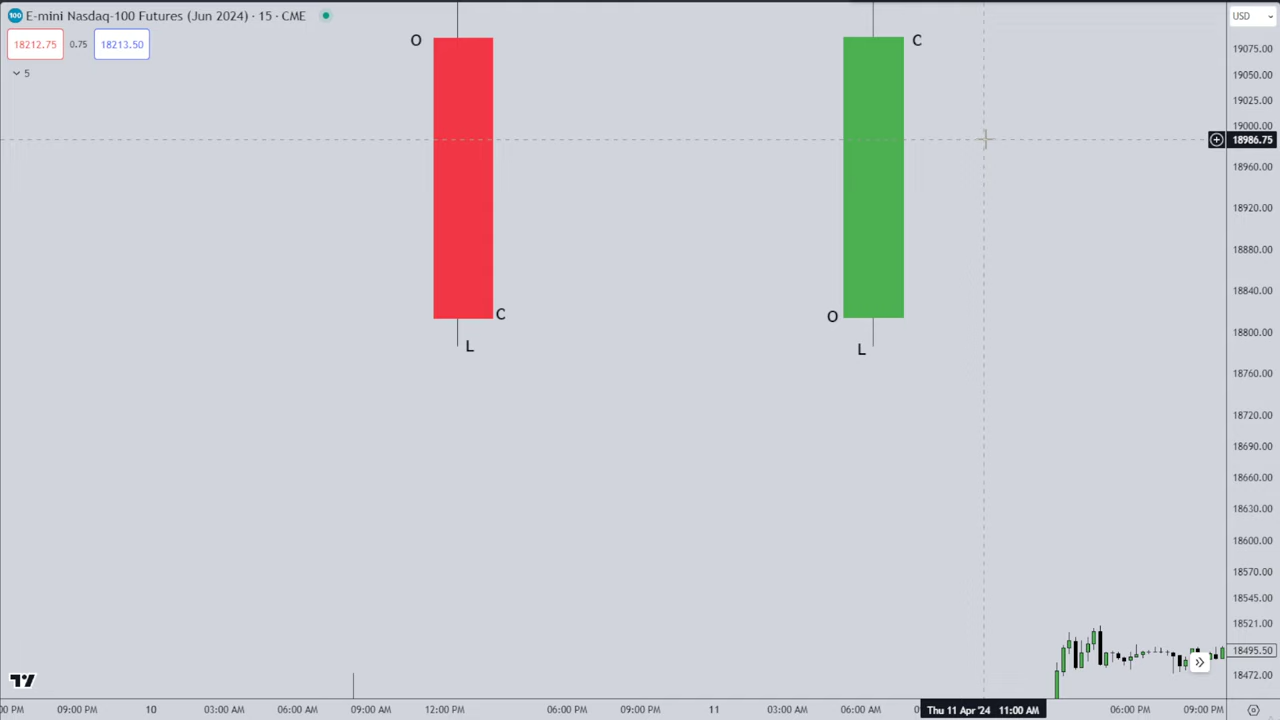 E-mini Nasdaq-100 Futures (Jun 2024) · 15 · CME
USD
18212.75 0.75 18213.50
5
O
C
L
C
O
L
19075.00
19050.00
19025.00
19000.00
18986.75
18960.00
18920.00
18880.00
18840.00
18800.00
18760.00
18720.00
18690.00
18660.00
18630.00
18600.00
18570.00
18545.00
18521.00
18495.50
18472.00
09:00 PM 10 03:00 AM 06:00 AM 09:00 AM 12:00 PM 06:00 PM 09:00 PM 11 03:00 AM 06:00 AM Thu 11 Apr '24 11:00 AM 06:00 PM 09:00 PM